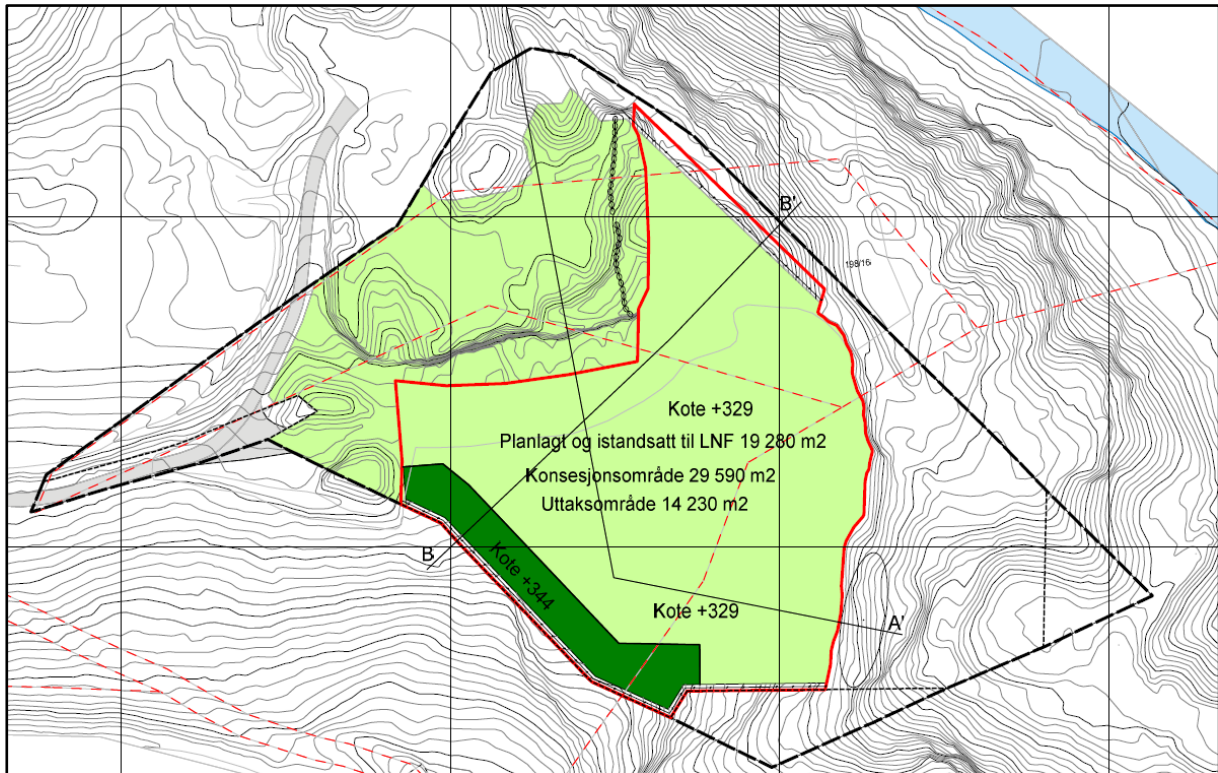 B'
198/16
Kote +329
Planlagt og istandsatt til LNF 19 280 m2
Konsesjonsområde 29 590 m2
Uttaksområde 14 230 m2
B
Kote +344
Kote +329
A'